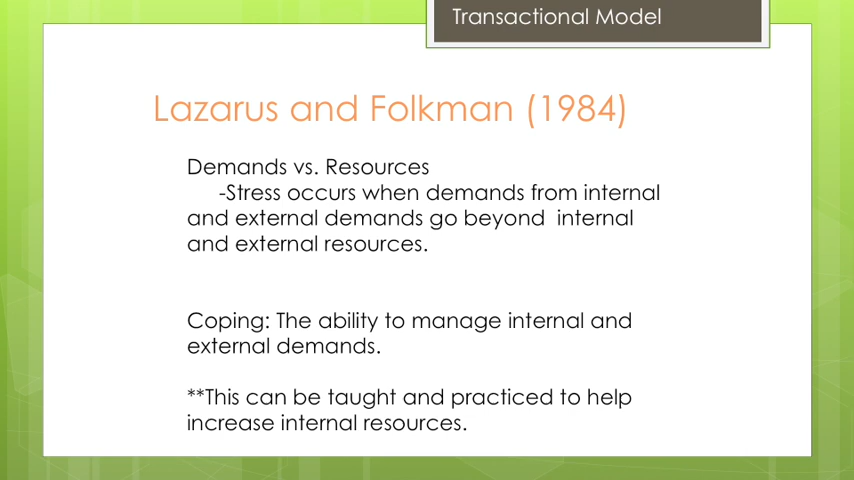 Transactional Model
Lazarus and Folkman (1984)
Demands vs. Resources
-Stress occurs when demands from internal
and external demands go beyond  internal
and external resources.
Coping: The ability to manage internal and
external demands.
**This can be taught and practiced to help
increase internal resources.